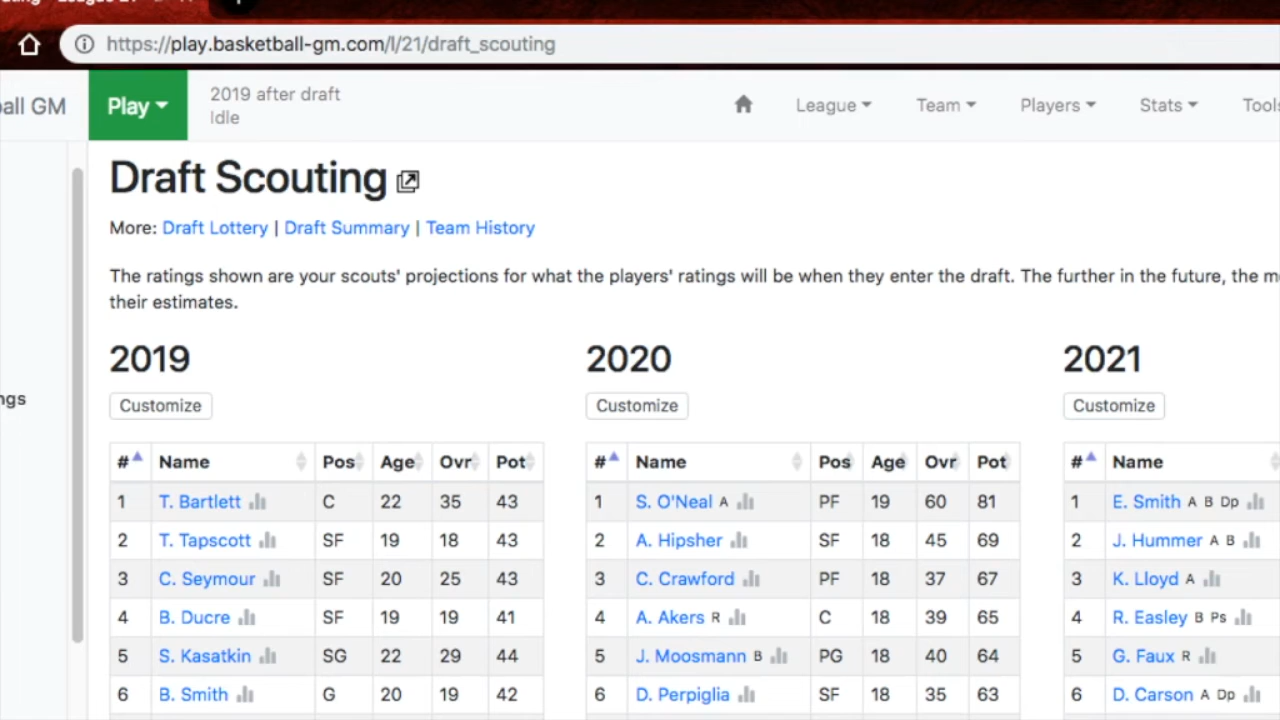 https://play.basketball-gm.com/l/21/draft_scouting
ball GM
Play
2019 after draft
Idle
League
Team
Players
Stats
Tools
Draft Scouting
More: Draft Lottery | Draft Summary | Team History
The ratings shown are your scouts' projections for what the players' ratings will be when they enter the draft. The further in the future, the m
their estimates.
ngs
2019
Customize
# Name Pos Age Ovr Pot
1 T. Bartlett C 22 35 43
2 T. Tapscott SF 19 18 43
3 C. Seymour SF 20 25 43
4 B. Ducre SF 19 19 41
5 S. Kasatkin SG 22 29 44
6 B. Smith G 20 19 42
2020
Customize
# Name Pos Age Ovr Pot
1 S. O'Neal A PF 19 60 81
2 A. Hipsher SF 18 45 69
3 C. Crawford PF 18 37 67
4 A. Akers R C 18 39 65
5 J. Moosmann B PG 18 40 64
6 D. Perpiglia SF 18 35 63
2021
Customize
# Name
1 E. Smith A B Dp
2 J. Hummer A B
3 K. Lloyd A
4 R. Easley B Ps
5 G. Faux R
6 D. Carson A Dp